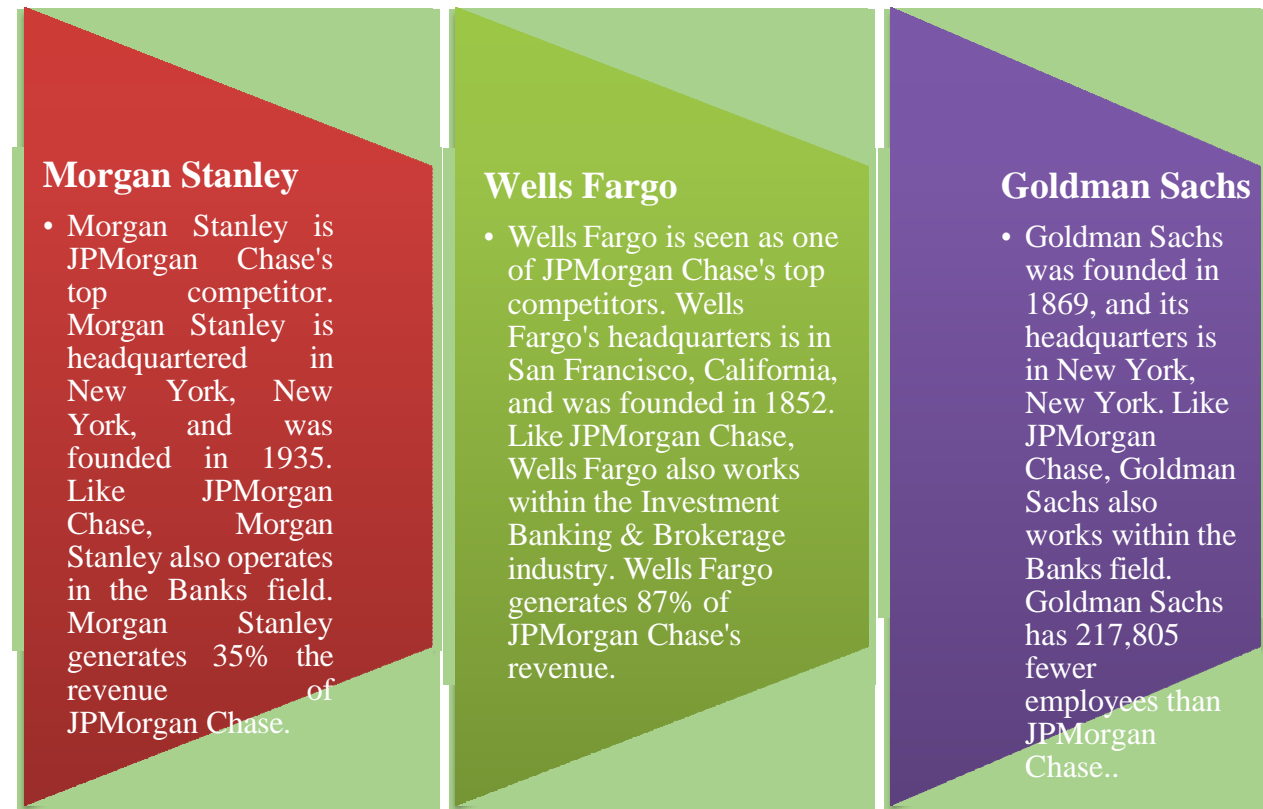 Morgan Stanley
• Morgan Stanley is
JPMorgan Chase's
top competitor.
Morgan Stanley is
headquartered in
New York, New
York, and was
founded in 1935.
Like JPMorgan
Chase, Morgan
Stanley also operates
in the Banks field.
Morgan Stanley
generates 35% the
revenue of
JPMorgan Chase.
Wells Fargo
• Wells Fargo is seen as one
of JPMorgan Chase's top
competitors. Wells
Fargo's headquarters is in
San Francisco, California,
and was founded in 1852.
Like JPMorgan Chase,
Wells Fargo also works
within the Investment
Banking & Brokerage
industry. Wells Fargo
generates 87% of
JPMorgan Chase's
revenue.
Goldman Sachs
• Goldman Sachs
was founded in
1869, and its
headquarters is
in New York,
New York. Like
JPMorgan
Chase, Goldman
Sachs also
works within the
Banks field.
Goldman Sachs
has 217,805
fewer
employees than
JPMorgan
Chase..